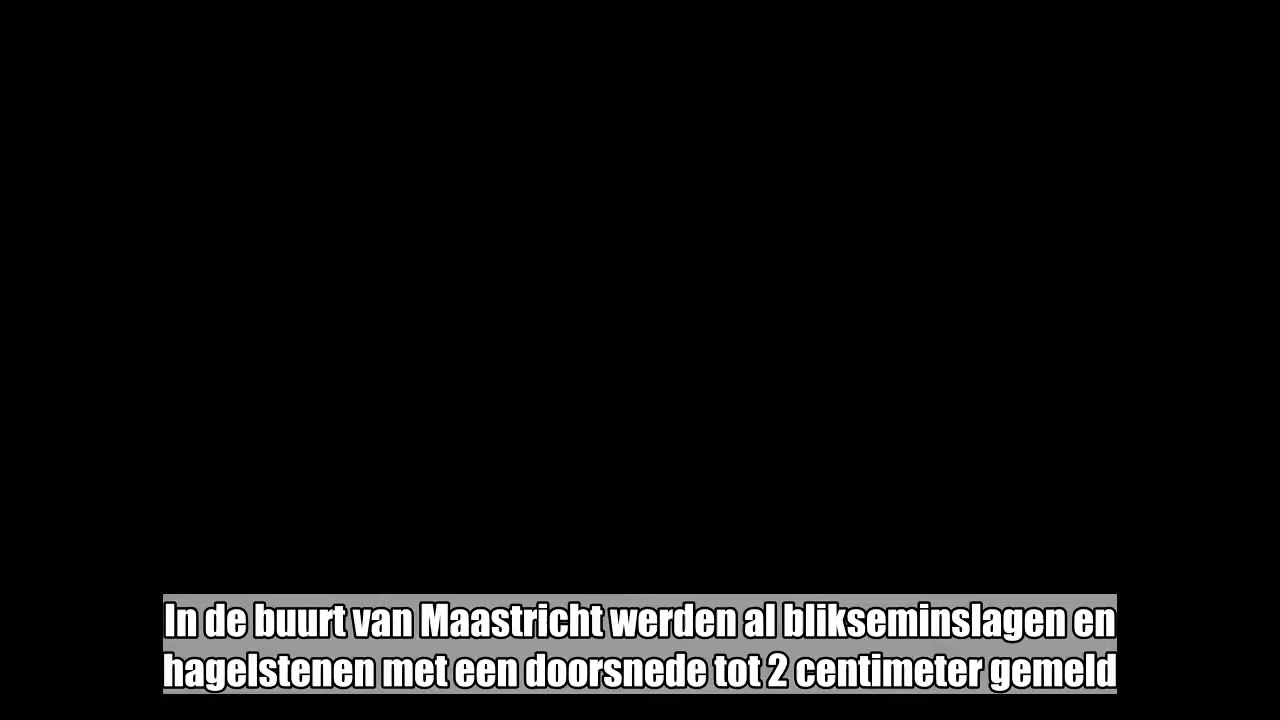 In de buurt van Maastricht werden al blikseminslagen en
hagelstenen met een doorsnede tot 2 centimeter gemeld